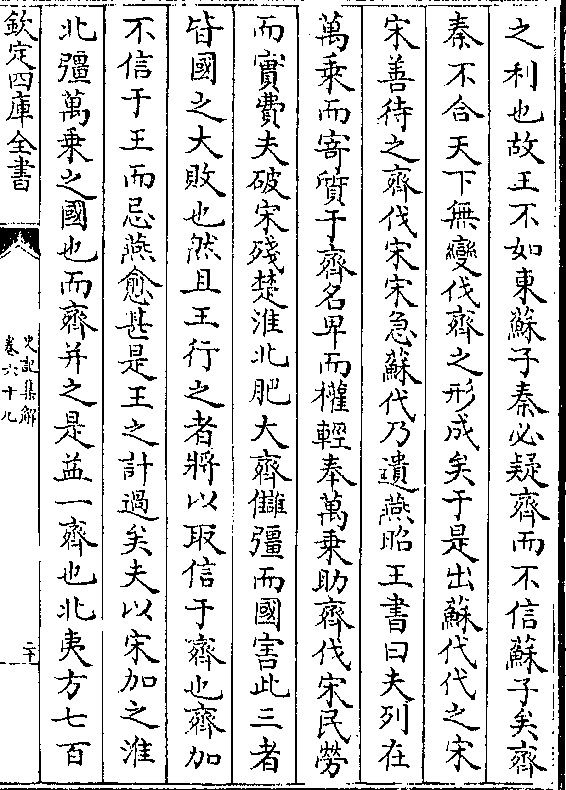 之利也故王不如東蘇子秦必疑齊而不信蘇子矣齊
秦不合天下無變伐齊之形成矣于是出蘇代代之宋
宋善待之齊伐宋宋急蘇代乃遺燕昭王書曰夫列在
萬乘而寄質于齊名卑而權輕奉萬乘助齊伐宋民勞
而實費夫破宋殘楚淮北肥大齊讎彊而國害此三者
皆國之大敗也然且王行之者將以取信于齊也齊加
不信于王而忌燕愈甚是王之計過矣夫以宋加之淮
北彊萬乘之國也而齊并之是益一齊也北夷方七百
欽定四庫全書
史記集解
卷六十九
二十